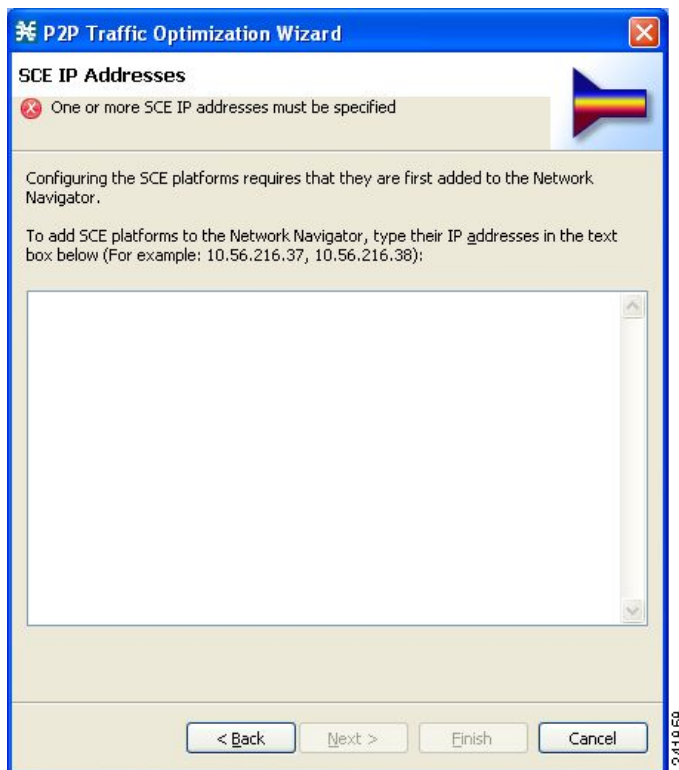 P2P Traffic Optimization Wizard
SCE IP Addresses
One or more SCE IP addresses must be specified
Configuring the SCE platforms requires that they are first added to the Network
Navigator.
To add SCE platforms to the Network Navigator, type their IP addresses in the text
box below (For example: 10.56.216.37, 10.56.216.38):
< Back
Next >
Finish
Cancel
241959